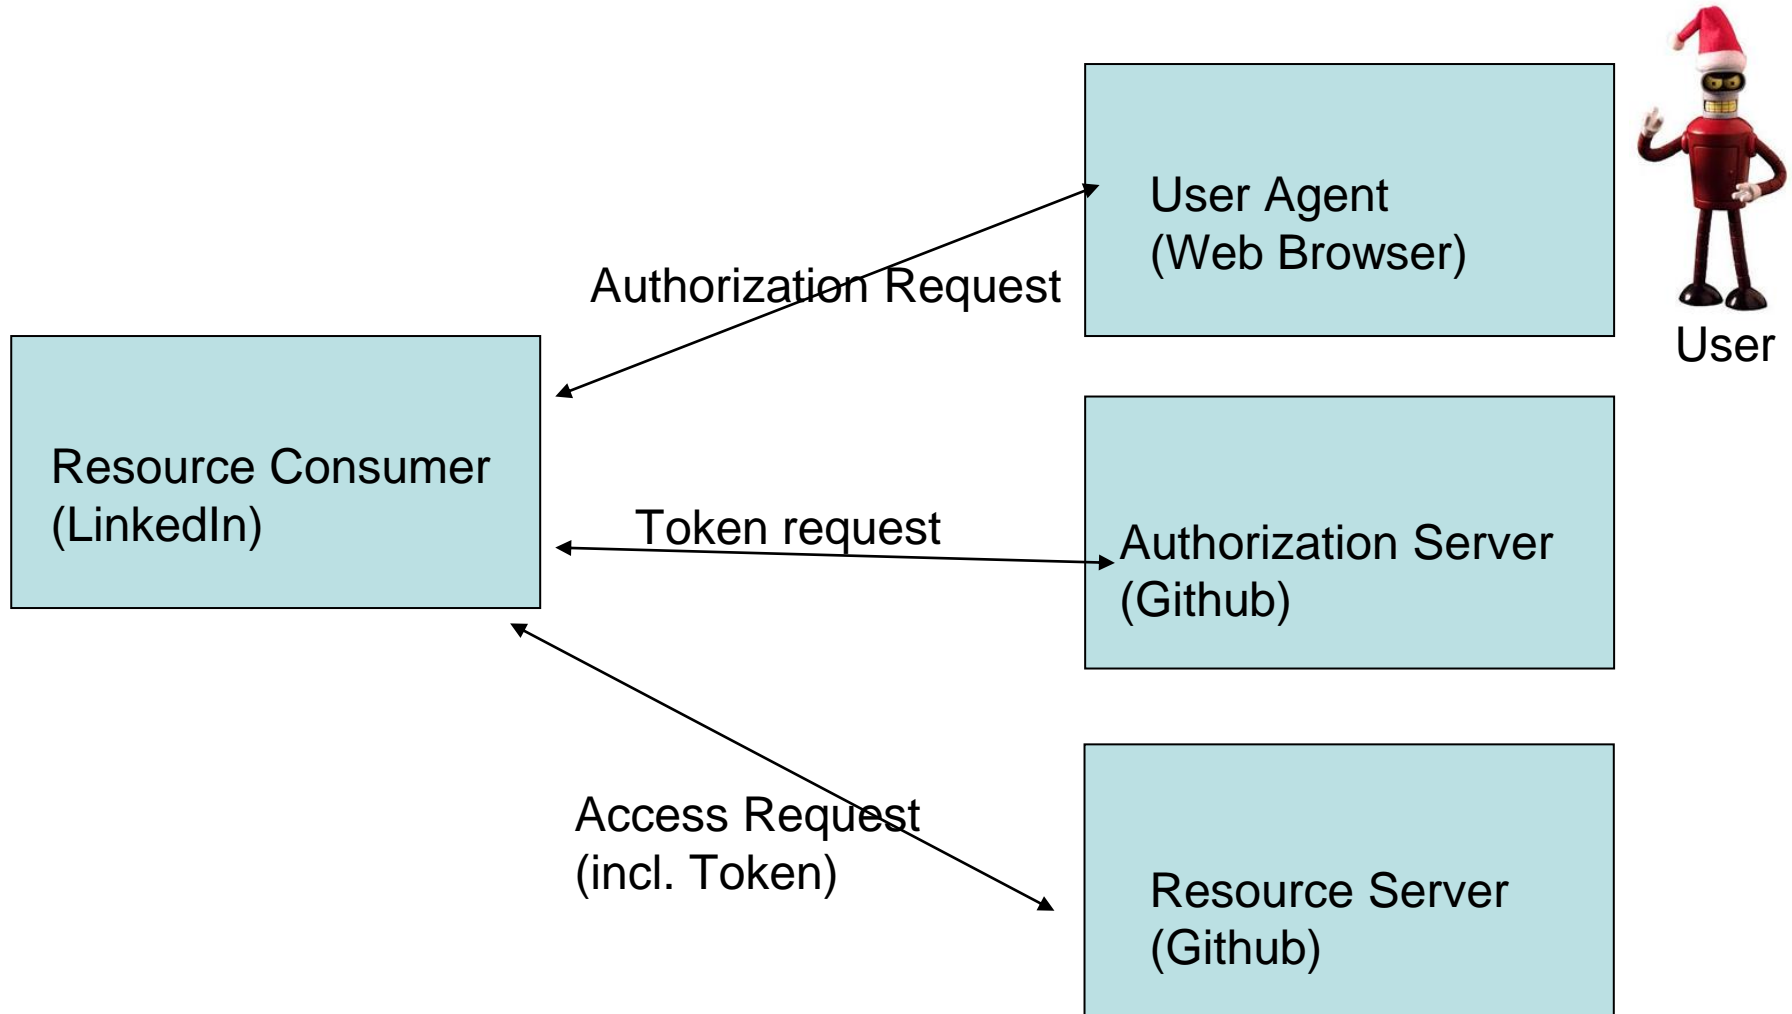 User Agent
(Web Browser)
Authorization Request
User
Resource Consumer
(LinkedIn)
Token request
Authorization Server
(Github)
Access Request
(incl. Token)
Resource Server
(Github)